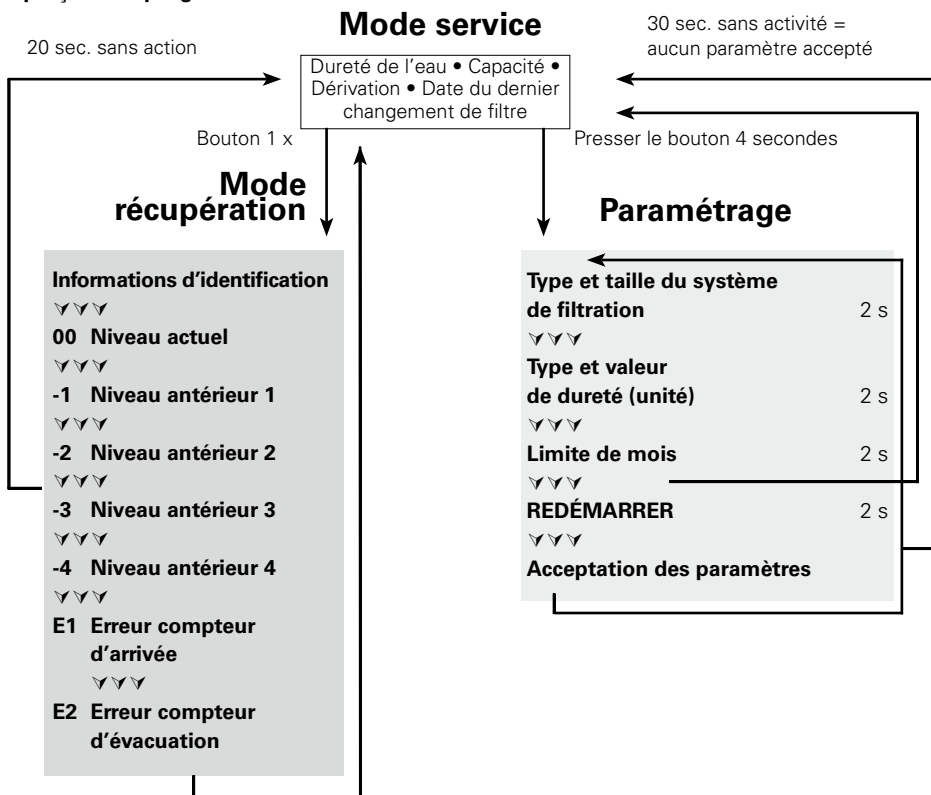 Mode service
20 sec. sans action
30 sec. sans activité =
aucun paramètre accepté
Dureté de l'eau • Capacité •
Dérivation • Date du dernier
changement de filtre
Bouton 1 x
Presser le bouton 4 secondes
Mode
récupération
Paramétrage
Informations d'identification
00 Niveau actuel
-1 Niveau antérieur 1
-2 Niveau antérieur 2
-3 Niveau antérieur 3
-4 Niveau antérieur 4
E1 Erreur compteur
d'arrivée
E2 Erreur compteur
d'évacuation
Type et taille du système
de filtration 2 s
Type et valeur
de dureté (unité) 2 s
Limite de mois 2 s
REDÉMARRER 2 s
Acceptation des paramètres